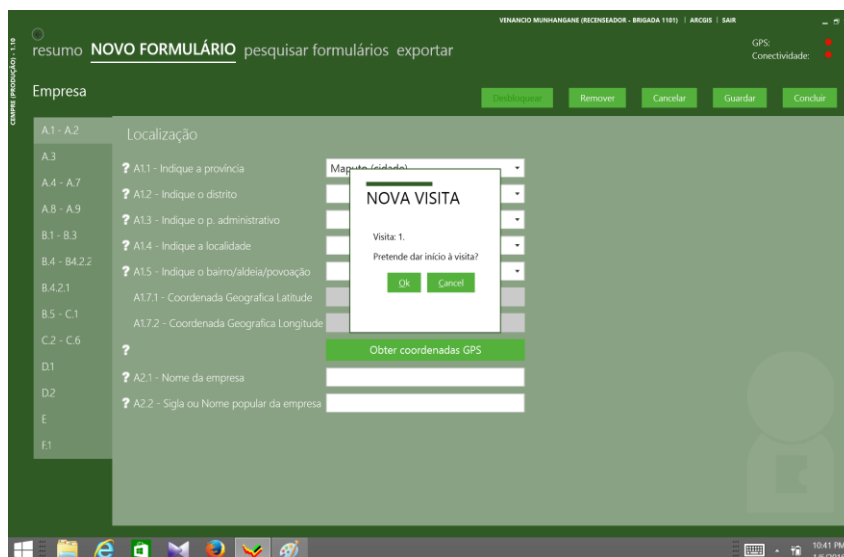 VENANCIO MUNHANGANE (RECENSEADOR - BRIGADA 1101) | ARCGIS | SAIR
CEMPRE (PRODUÇÃO) - 1.10
resumo NOVO FORMULÁRIO pesquisar formulários exportar
GPS:
Conectividade:
Empresa
Desbloquear Remover Cancelar Guardar Concluir
A.1 - A.2
A.3
A.4 - A.7
A.8 - A.9
B.1 - B.3
B.4 - B4.2.2
B.4.2.1
B.5 - C.1
C.2 - C.6
D.1
D.2
E
F.1
Localização
? A1.1 - Indique a província Maputo (cidade)
? A1.2 - Indique o distrito
? A1.3 - Indique o p. administrativo
? A1.4 - Indique a localidade
? A1.5 - Indique o bairro/aldeia/povoação
A1.7.1 - Coordenada Geografica Latitude
A1.7.2 - Coordenada Geografica Longitude
? Obter coordenadas GPS
? A2.1 - Nome da empresa
? A2.2 - Sigla ou Nome popular da empresa
NOVA VISITA
Visita: 1.
Pretende dar início à visita?
Ok Cancel
10:41 PM